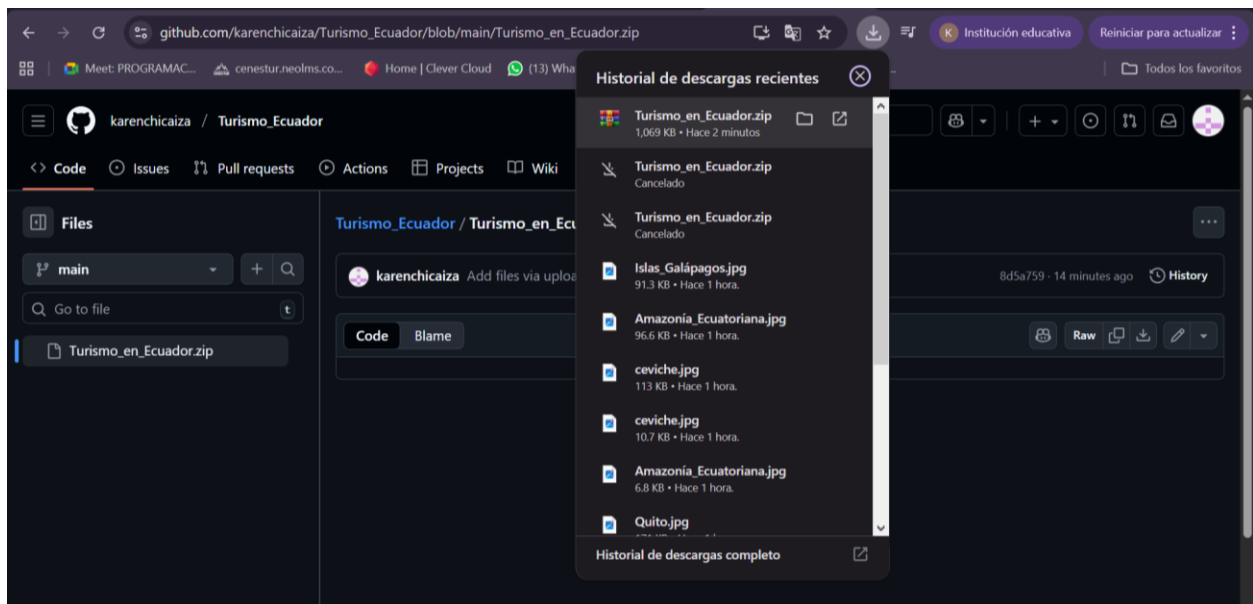 github.com/karenchicaiza/Turismo_Ecuador/blob/main/Turismo_en_Ecuador.zip
K Institución educativa
Reiniciar para actualizar
Meet: PROGRAMAC...
cenestur.neolms.co...
Home | Clever Cloud
(13) Wha
Todos los favoritos
Historial de descargas recientes
Turismo_en_Ecuador.zip
1,069 KB • Hace 2 minutos
Turismo_en_Ecuador.zip
Cancelado
Turismo_en_Ecuador.zip
Cancelado
Islas_Galápagos.jpg
91.3 KB • Hace 1 hora.
Amazonía_Ecuatoriana.jpg
96.6 KB • Hace 1 hora.
ceviche.jpg
113 KB • Hace 1 hora.
ceviche.jpg
10.7 KB • Hace 1 hora.
Amazonía_Ecuatoriana.jpg
6.8 KB • Hace 1 hora.
Quito.jpg
Historial de descargas completo
karenchicaiza / Turismo_Ecuador
Code
Issues
Pull requests
Actions
Projects
Wiki
Files
main
Go to file
t
Turismo_en_Ecuador.zip
Turismo_Ecuador / Turismo_en_Ecu
karenchicaiza Add files via uploa
8d5a759 · 14 minutes ago
History
Code
Blame
Raw